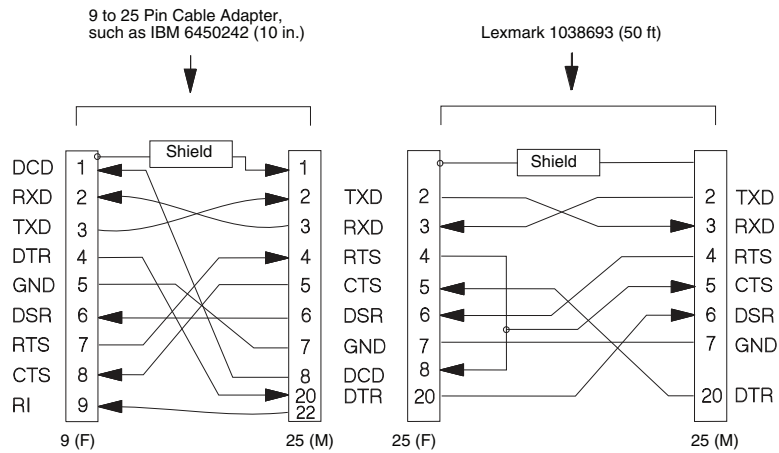 9 to 25 Pin Cable Adapter,
such as IBM 6450242 (10 in.)
Lexmark 1038693 (50 ft)
Shield
Shield
DCD 1 1
RXD 2 2 TXD 2 2 TXD
TXD 3 3 RXD 3 3 RXD
DTR 4 4 RTS 4 4 RTS
GND 5 5 CTS 5 5 CTS
DSR 6 6 DSR 6 6 DSR
RTS 7 7 GND 7 7 GND
CTS 8 8 DCD 8
RI 9 20 DTR 20 20 DTR
22
9 (F) 25 (M) 25 (F) 25 (M)